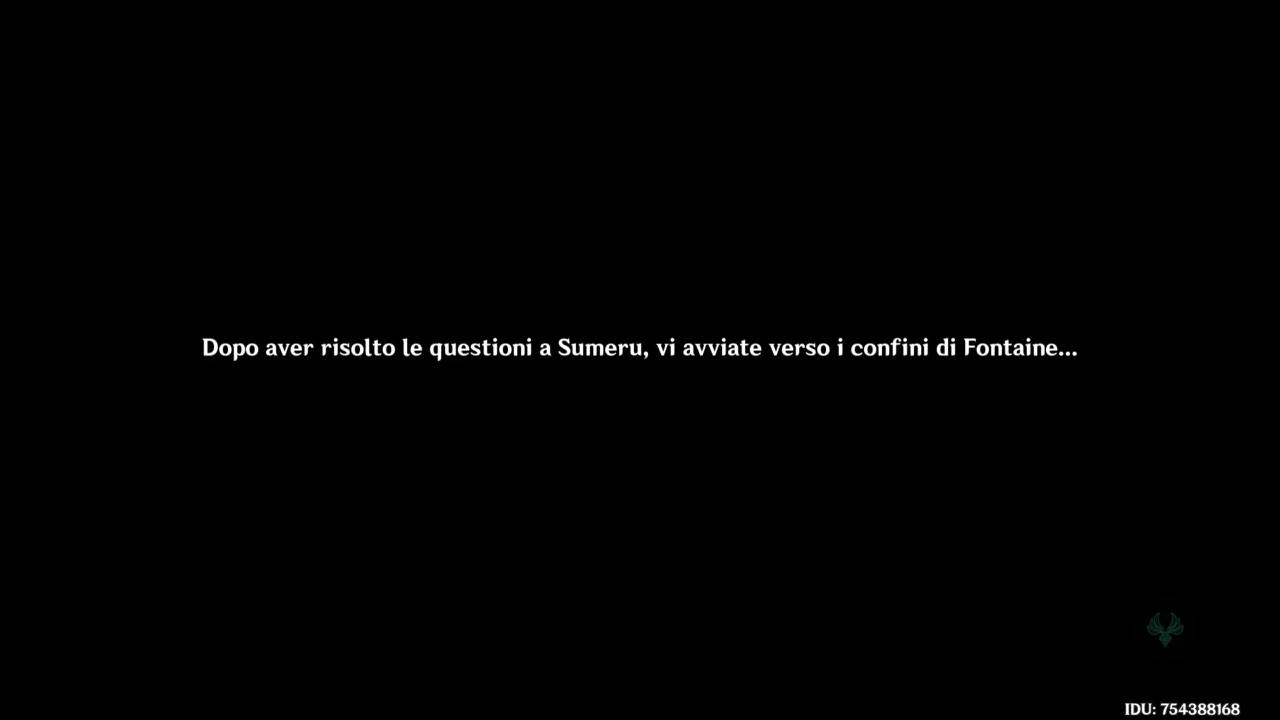 Dopo aver risolto le questioni a Sumeru, vi avviate verso i confini di Fontaine...
IDU: 754388168